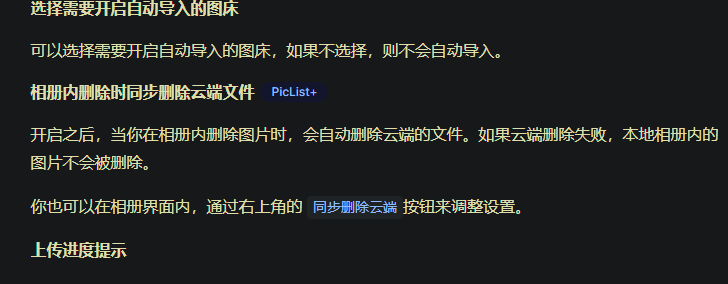 选择需要开启自动导入的图床
可以选择需要开启自动导入的图床，如果不选择，则不会自动导入。
相册内删除时同步删除云端文件 PicList+
开启之后，当你在相册内删除图片时，会自动删除云端的文件。如果云端删除失败，本地相册内的
图片不会被删除。
你也可以在相册界面内，通过右上角的 同步删除云端 按钮来调整设置。
上传进度提示